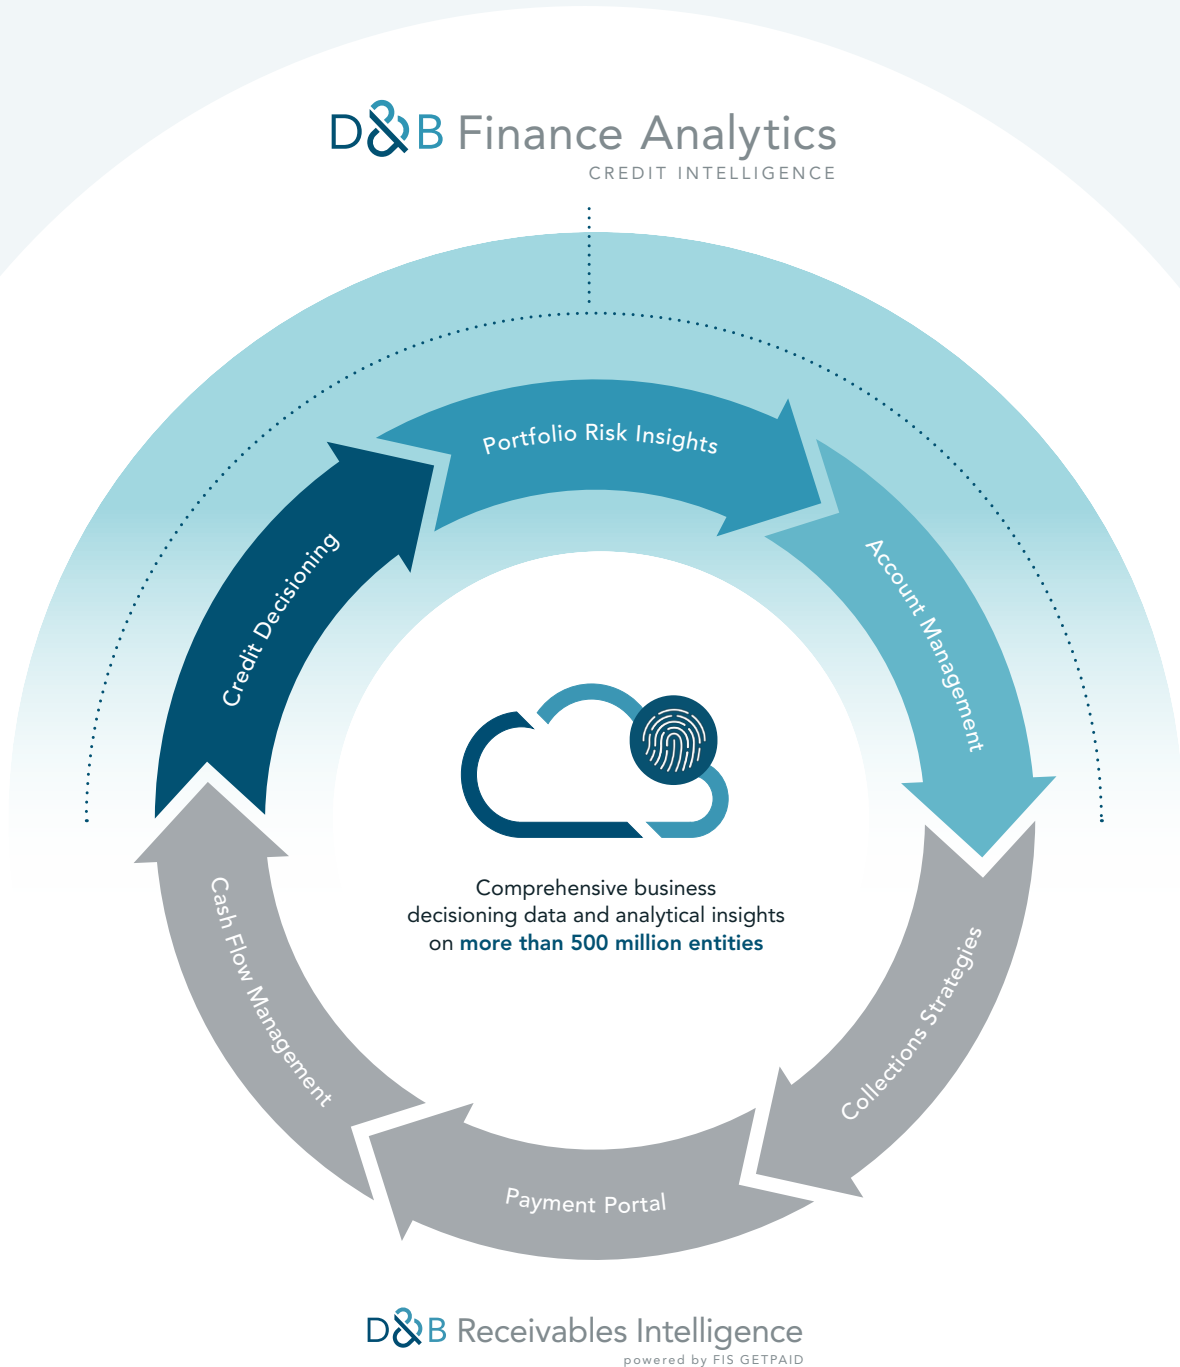 D&B Finance Analytics
CREDIT INTELLIGENCE
Portfolio Risk Insights
Credit Decisioning
Account Management
Comprehensive business
decisioning data and analytical insights
on more than 500 million entities
Cash Flow Management
Collections Strategies
Payment Portal
D&B Receivables Intelligence
powered by FIS GETPAID